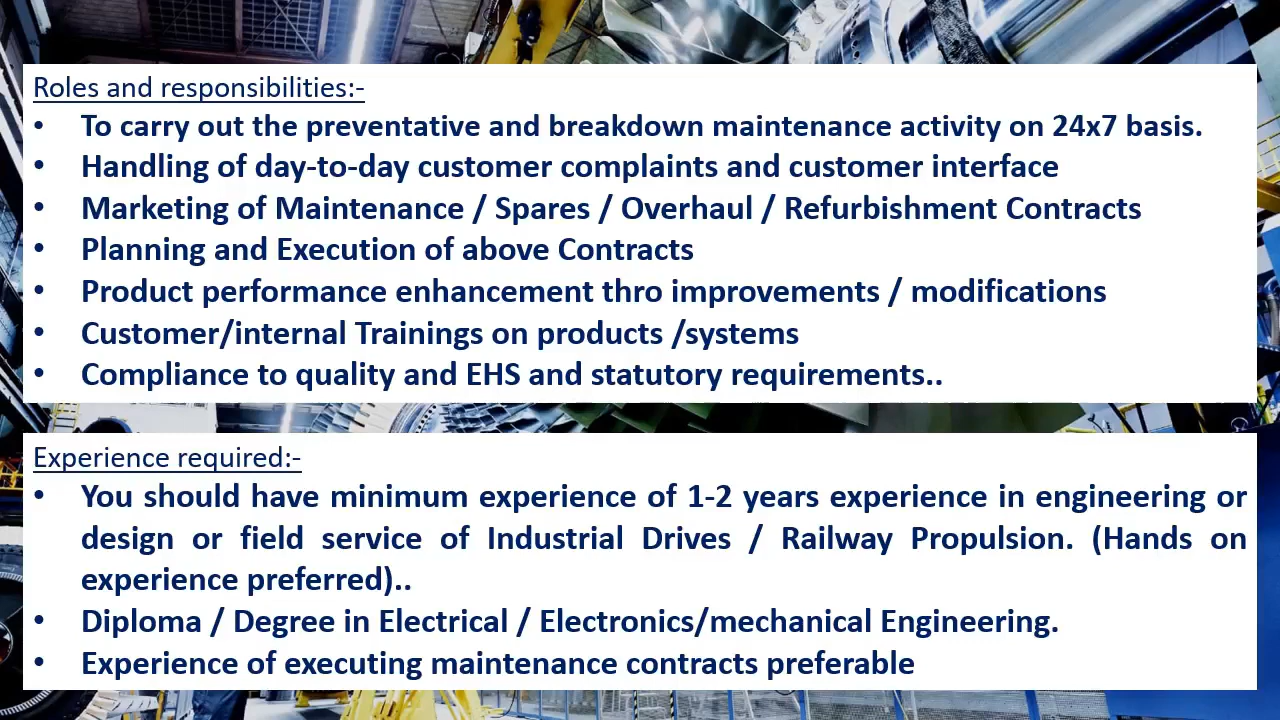 Roles and responsibilities:-
• To carry out the preventative and breakdown maintenance activity on 24x7 basis.
• Handling of day-to-day customer complaints and customer interface
• Marketing of Maintenance / Spares / Overhaul / Refurbishment Contracts
• Planning and Execution of above Contracts
• Product performance enhancement thro improvements / modifications
• Customer/internal Trainings on products /systems
• Compliance to quality and EHS and statutory requirements..
Experience required:-
• You should have minimum experience of 1-2 years experience in engineering or
design or field service of Industrial Drives / Railway Propulsion. (Hands on
experience preferred)..
• Diploma / Degree in Electrical / Electronics/mechanical Engineering.
• Experience of executing maintenance contracts preferable